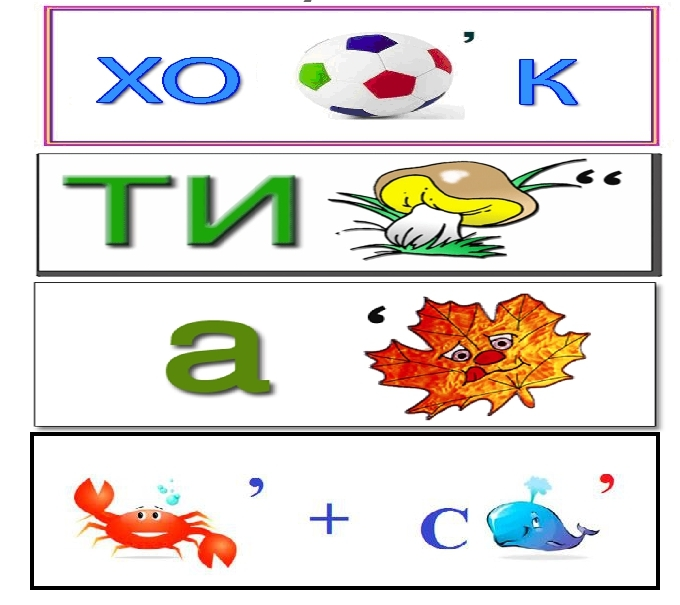 ХО ’ К
ТИ “
‘ а
’ + С ’